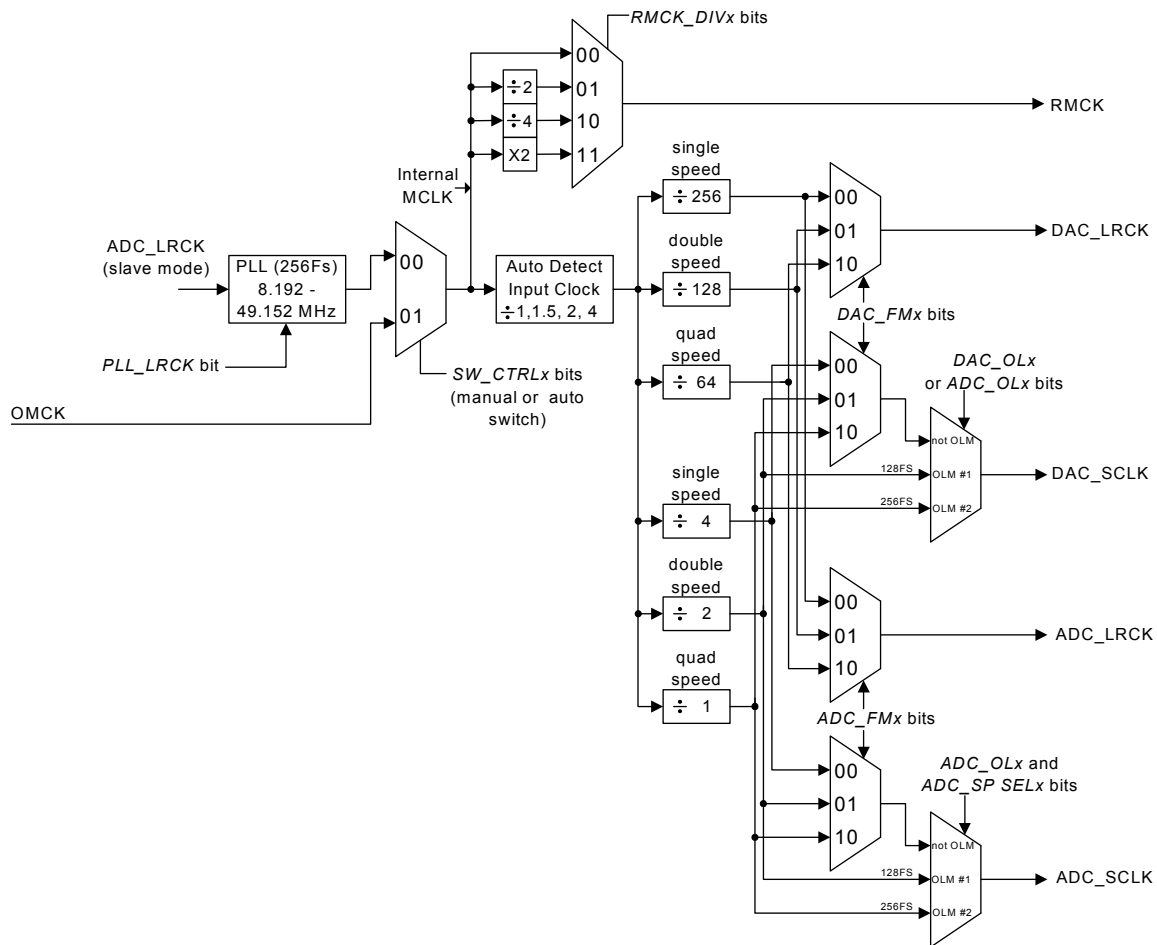 RMCK_DIVx bits
00
÷2
01
÷4
10
X2
11
RMCK
Internal
MCLK
ADC_LRCK
(slave mode)
PLL (256Fs)
8.192 -
49.152 MHz
PLL_LRCK bit
OMCK
00
01
SW_CTRLx bits
(manual or auto
switch)
Auto Detect
Input Clock
÷1,1.5, 2, 4
single
speed
÷ 256
double
speed
÷ 128
quad
speed
÷ 64
single
speed
÷ 4
double
speed
÷ 2
quad
speed
÷ 1
00
01
10
DAC_LRCK
DAC_FMx bits
00
01
10
DAC_OLx
or ADC_OLx bits
not OLM
128FS
OLM #1
256FS
OLM #2
DAC_SCLK
00
01
10
ADC_LRCK
ADC_FMx bits
00
01
10
ADC_OLx and
ADC_SP SELx bits
not OLM
128FS
OLM #1
256FS
OLM #2
ADC_SCLK